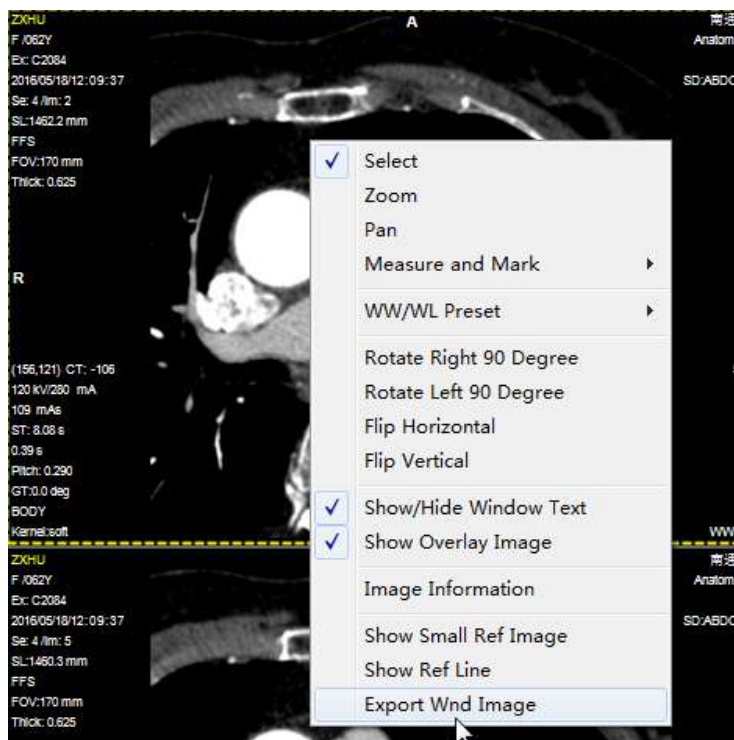 ZXHU
F /062Y
Ex: C2084
2016/05/18/12:09:37
Se: 4 /Im: 2
SL:1462.2 mm
FFS
FOV:170 mm
Thick: 0.625
A
南通
Anatom
SD:ABDO
R
(156,121) CT: -106
120 kV/280 mA
109 mAs
ST: 8.08 s
0.39 s
Pitch: 0.290
GT:0.0 deg
BODY
Kernel:soft
WW
Select
Zoom
Pan
Measure and Mark
WW/WL Preset
Rotate Right 90 Degree
Rotate Left 90 Degree
Flip Horizontal
Flip Vertical
Show/Hide Window Text
Show Overlay Image
Image Information
Show Small Ref Image
Show Ref Line
Export Wnd Image
ZXHU
F /062Y
Ex: C2084
2016/05/18/12:09:37
Se: 4 /Im: 5
SL:1460.3 mm
FFS
FOV:170 mm
Thick: 0.625
南通
Anatom
SD:ABDO